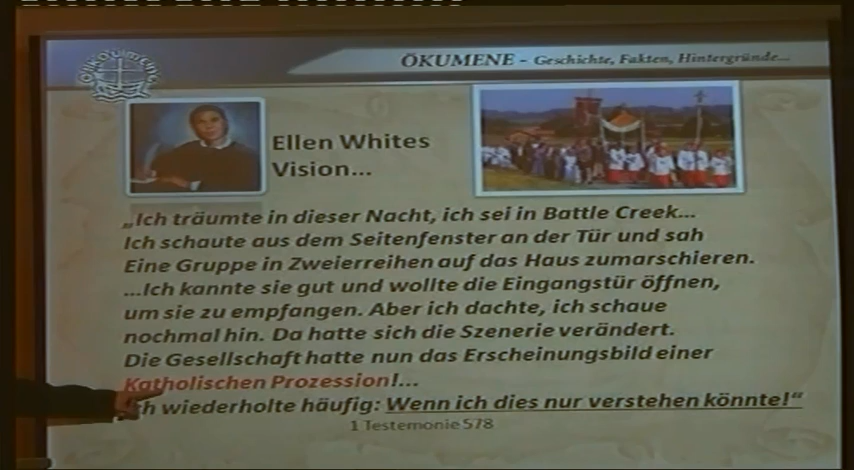 ÖKUMENE - Geschichte, Fakten, Hintergründe...
oikoumene
Ellen Whites
Vision...
„Ich träumte in dieser Nacht, ich sei in Battle Creek...
Ich schaute aus dem Seitenfenster an der Tür und sah
Eine Gruppe in Zweierreihen auf das Haus zumarschieren.
...Ich kannte sie gut und wollte die Eingangstür öffnen,
um sie zu empfangen. Aber ich dachte, ich schaue
nochmal hin. Da hatte sich die Szenerie verändert.
Die Gesellschaft hatte nun das Erscheinungsbild einer
Katholischen Prozession!...
Ich wiederholte häufig: Wenn ich dies nur verstehen könnte!“
1 Testemonie 578